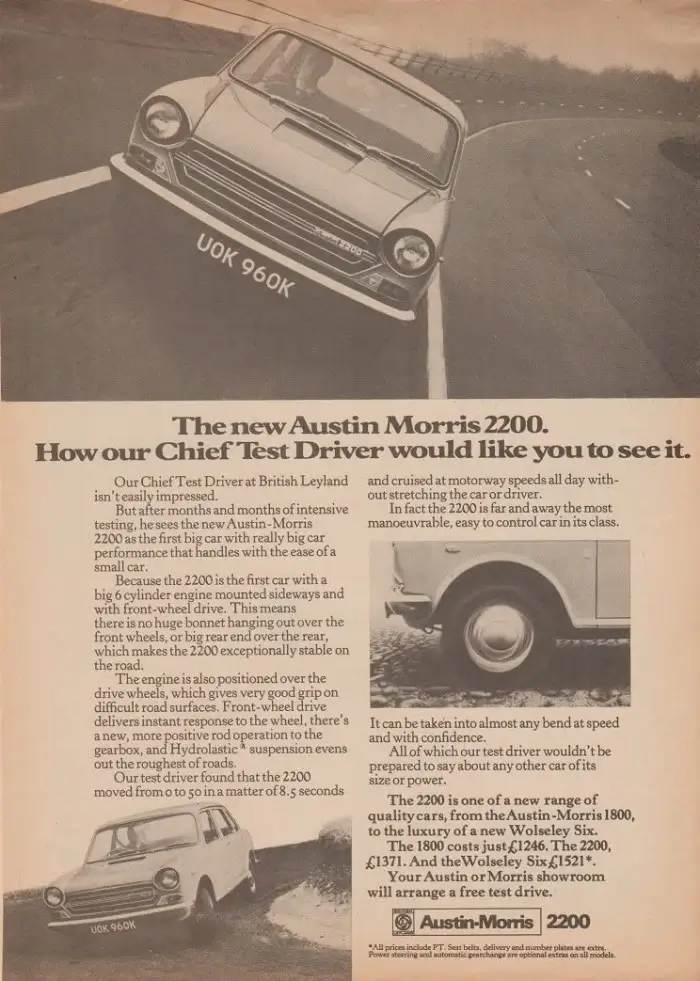 2200
UOK 960K
The new Austin Morris 2200.
How our Chief Test Driver would like you to see it.
Our Chief Test Driver at British Leyland
isn't easily impressed.
But after months and months of intensive
testing, he sees the new Austin-Morris
2200 as the first big car with really big car
performance that handles with the ease of a
small car.
Because the 2200 is the first car with a
big 6 cylinder engine mounted sideways and
with front-wheel drive. This means
there is no huge bonnet hanging out over the
front wheels, or big rear end over the rear,
which makes the 2200 exceptionally stable on
the road.
The engine is also positioned over the
drive wheels, which gives very good grip on
difficult road surfaces. Front-wheel drive
delivers instant response to the wheel, there's
a new, more positive rod operation to the
gearbox, and Hydrolastic* suspension evens
out the roughest of roads.
Our test driver found that the 2200
moved from 0 to 50 in a matter of 8.5 seconds
and cruised at motorway speeds all day with-
out stretching the car or driver.
In fact the 2200 is far and away the most
manoeuvrable, easy to control car in its class.
It can be taken into almost any bend at speed
and with confidence.
All of which our test driver wouldn't be
prepared to say about any other car of its
size or power.
The 2200 is one of a new range of
quality cars, from the Austin-Morris 1800,
to the luxury of a new Wolseley Six.
The 1800 costs just £1246. The 2200,
£1371. And the Wolseley Six £1521*.
Your Austin or Morris showroom
will arrange a free test drive.
UOK 960K
Austin-Morris 2200
*All prices include PT. Seat belts, delivery and number plates are extra.
Power steering and automatic gearchange are optional extras on all models.